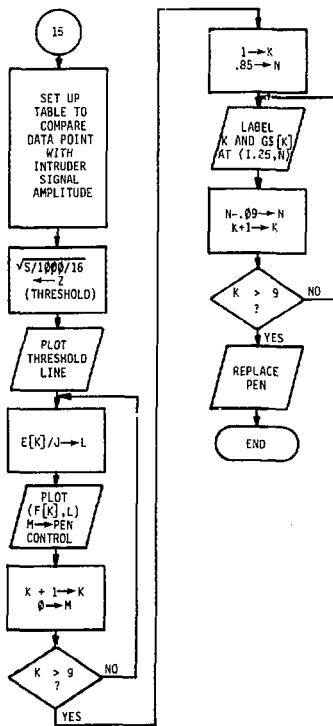 15
SET UP
TABLE TO
COMPARE
DATA POINT
WITH
INTRUDER
SIGNAL
AMPLITUDE
√S/1000/16
←Z
(THRESHOLD)
PLOT
THRESHOLD
LINE
E[K]/J→L
PLOT
(F[K],L)
M→PEN
CONTROL
K + 1→K
0→M
K > 9
?
NO
YES
1→K
.85→N
LABEL
K AND G$[K]
AT (1.25,N)
N-.09→N
K+1→K
K > 9
?
NO
YES
REPLACE
PEN
END